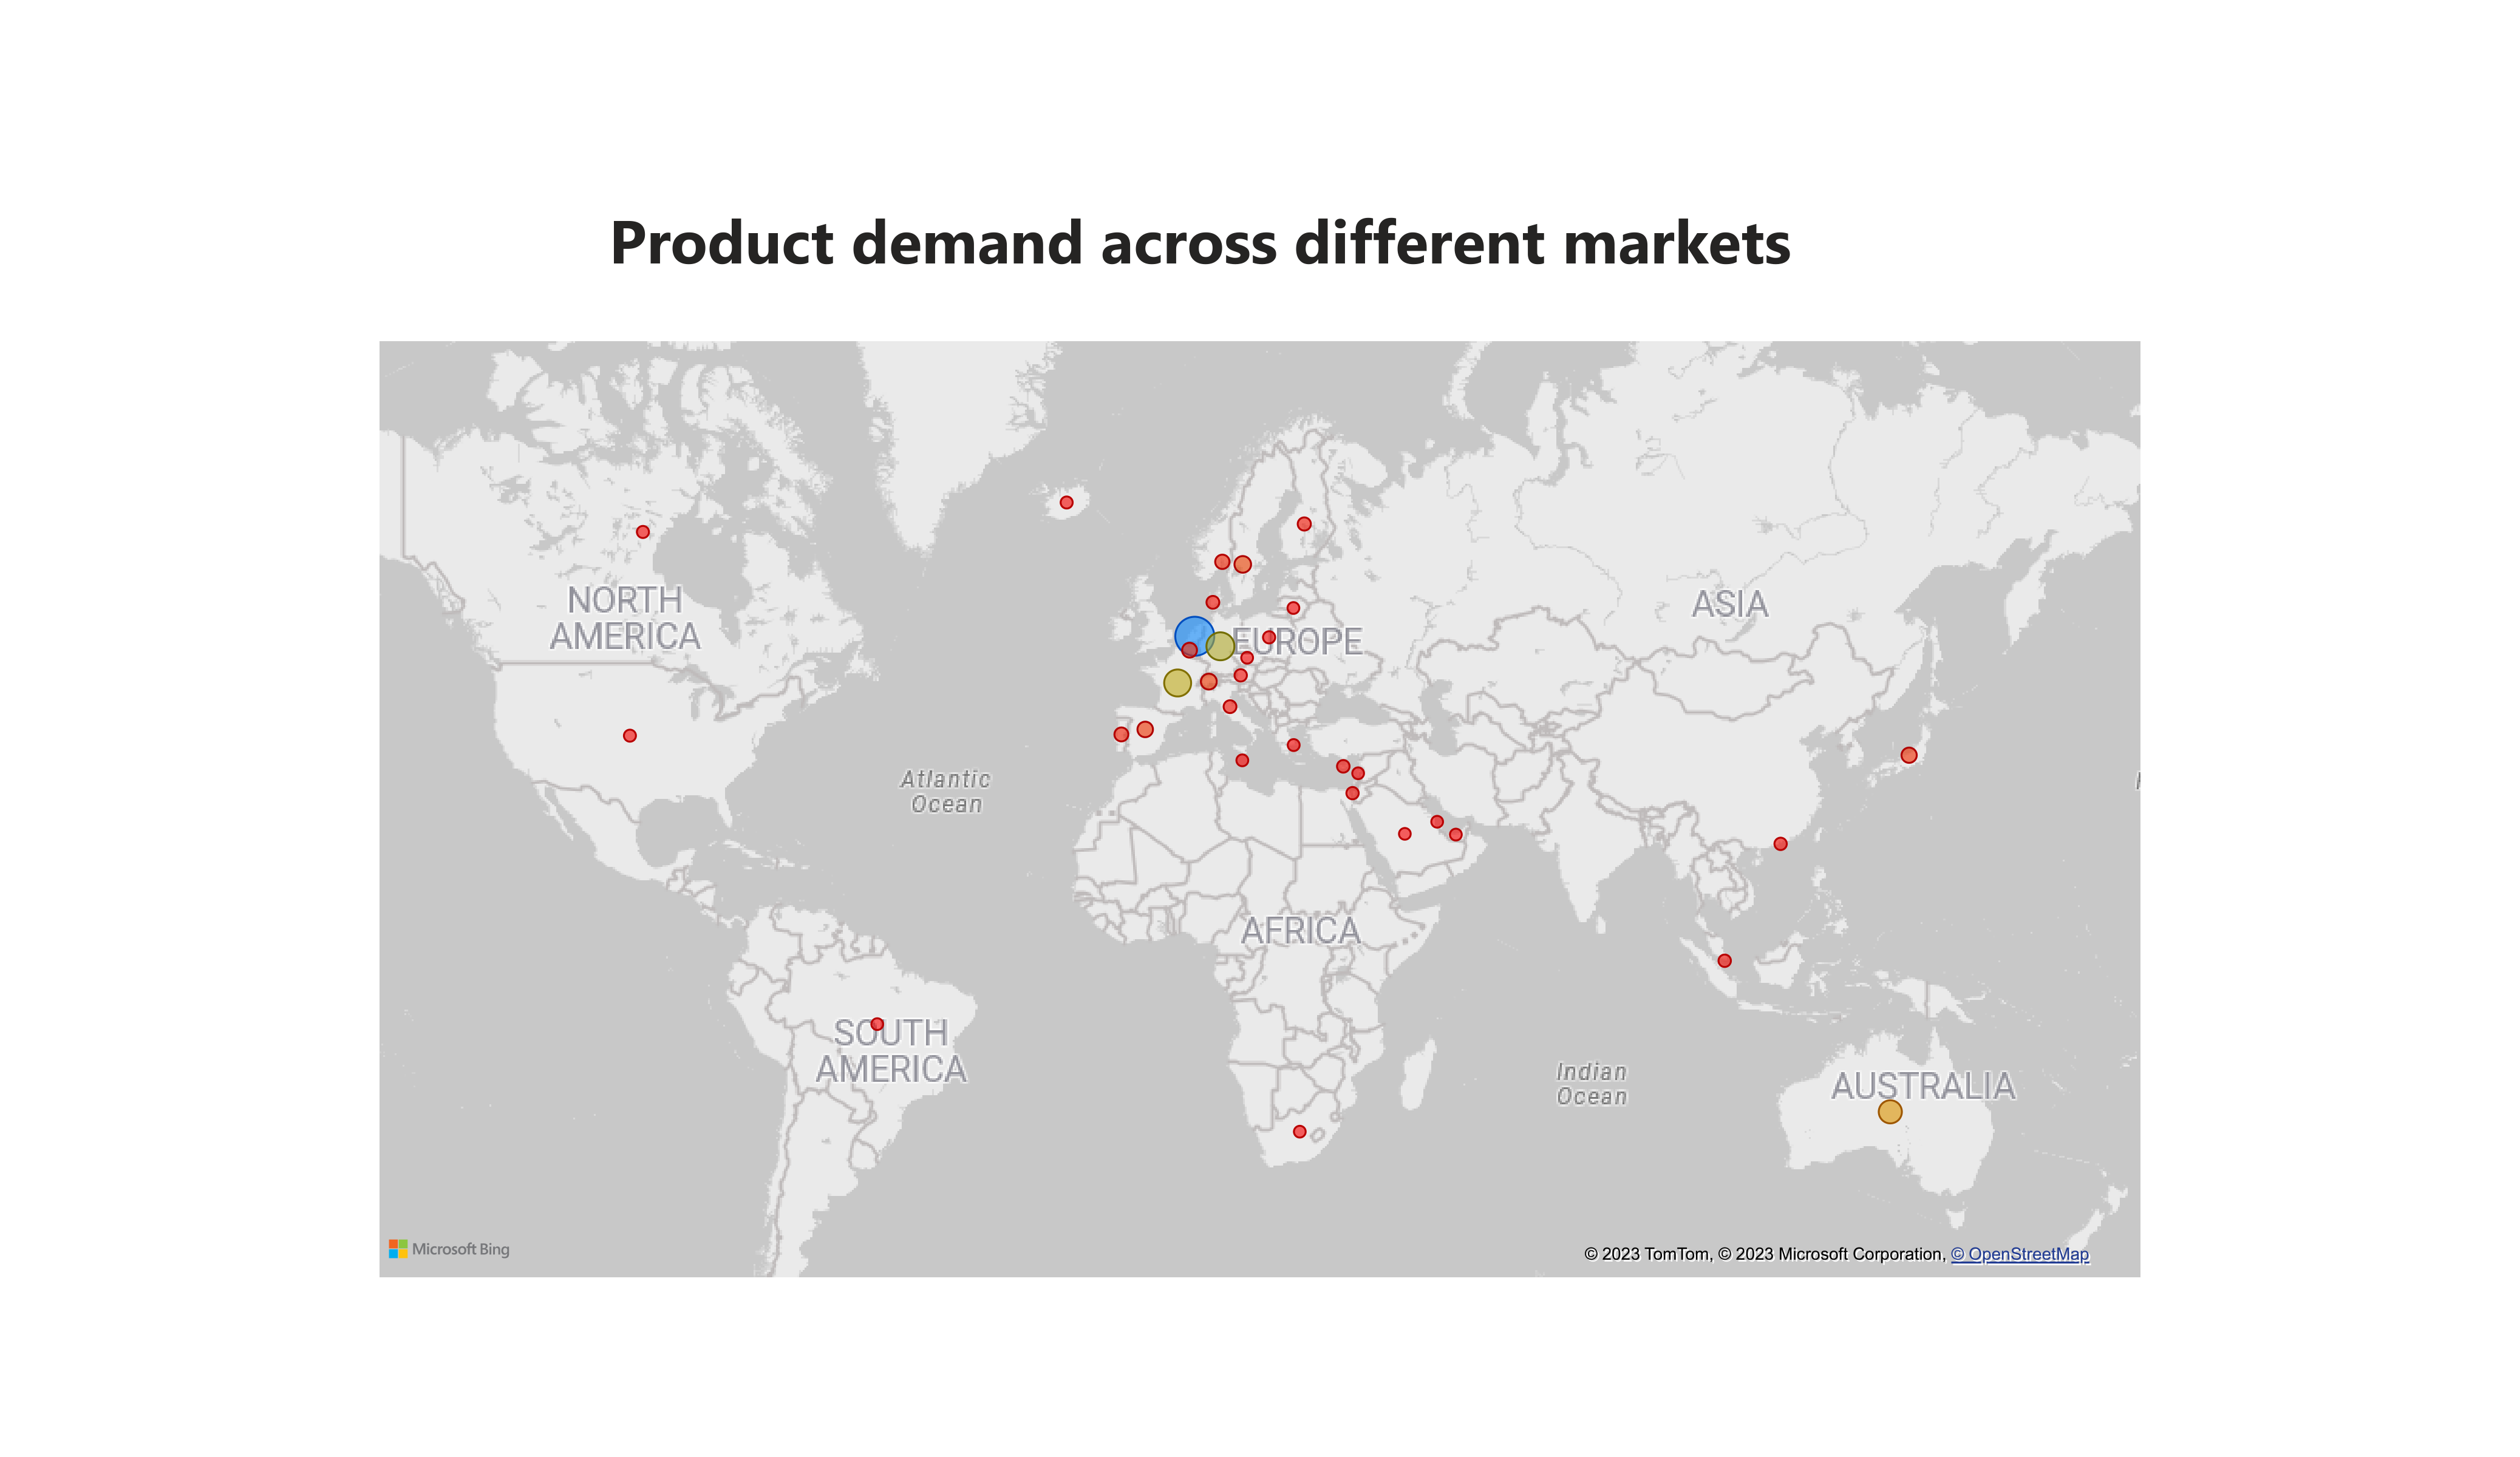 Product demand across different markets
NORTH
AMERICA
ASIA
EUROPE
Atlantic
Ocean
AFRICA
SOUTH
AMERICA
Indian
Ocean
AUSTRALIA
Microsoft Bing
© 2023 TomTom, © 2023 Microsoft Corporation, © OpenStreetMap